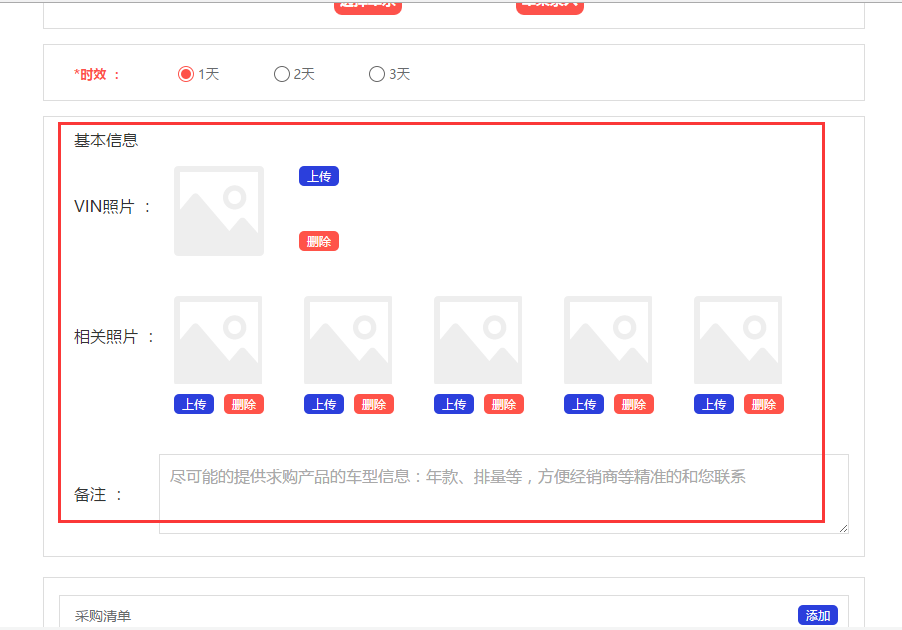 *时效 ： 1天 2天 3天
基本信息
VIN照片 ： 上传
删除
相关照片 ：
上传 删除 上传 删除 上传 删除 上传 删除 上传 删除
备注 ： 尽可能的提供求购产品的车型信息：年款、排量等，方便经销商等精准的和您联系
采购清单 添加